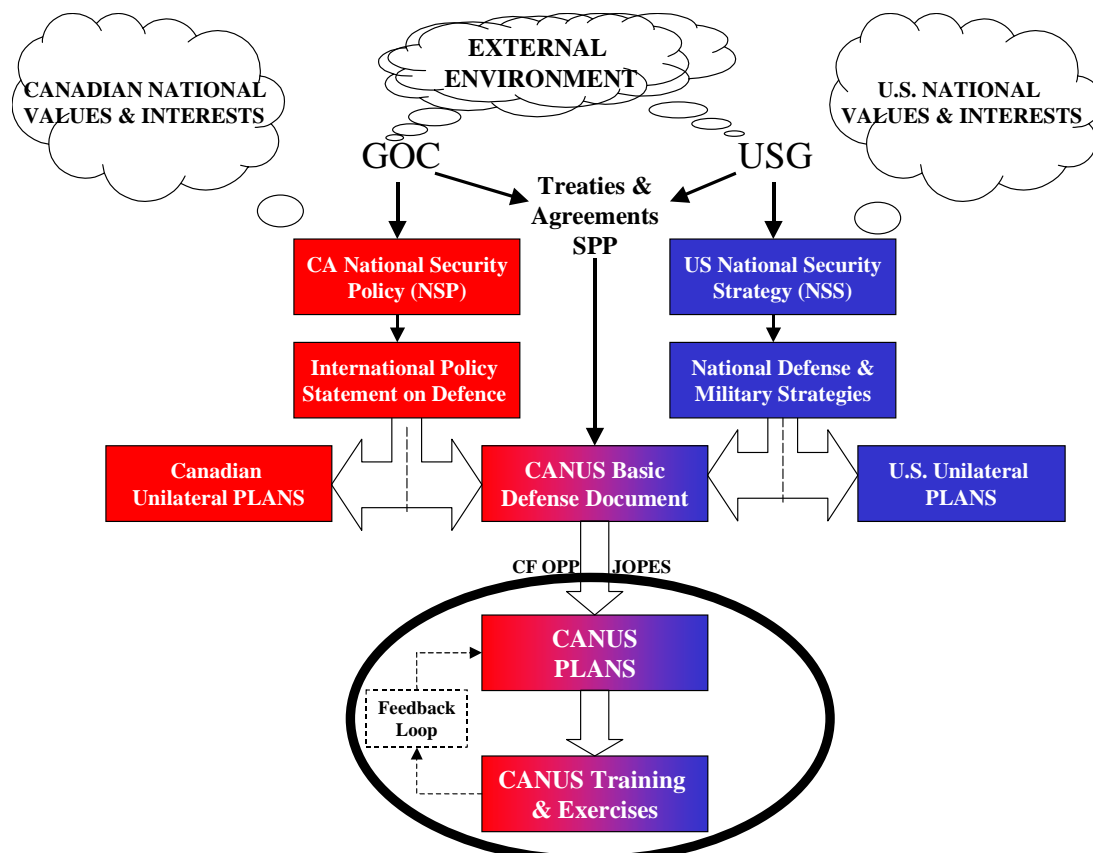 EXTERNAL
ENVIRONMENT
CANADIAN NATIONAL
VALUES & INTERESTS
U.S. NATIONAL
VALUES & INTERESTS
GOC
USG
Treaties &
Agreements
SPP
CA National Security
Policy (NSP)
US National Security
Strategy (NSS)
International Policy
Statement on Defence
National Defense &
Military Strategies
Canadian
Unilateral PLANS
CANUS Basic
Defense Document
U.S. Unilateral
PLANS
CF OPP
JOPES
CANUS
PLANS
Feedback
Loop
CANUS Training
& Exercises